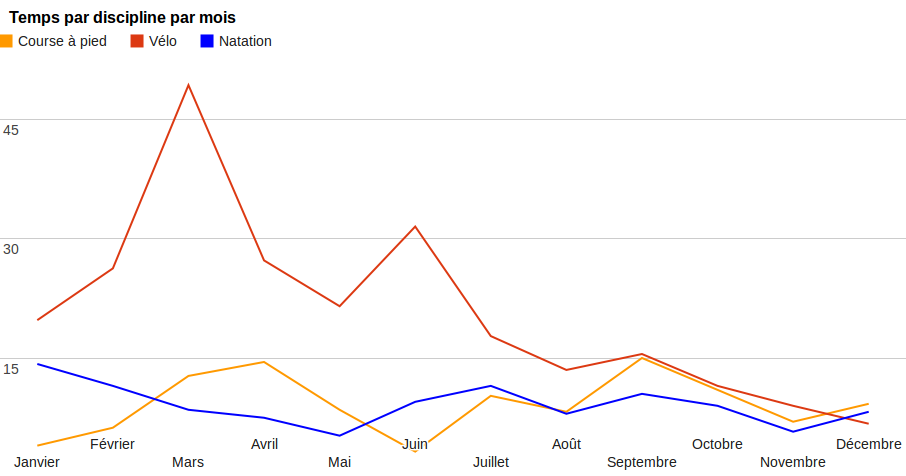 Temps par discipline par mois
Course à pied Vélo Natation
45
30
15
Février Avril Juin Août Octobre Décembre
Janvier Mars Mai Juillet Septembre Novembre